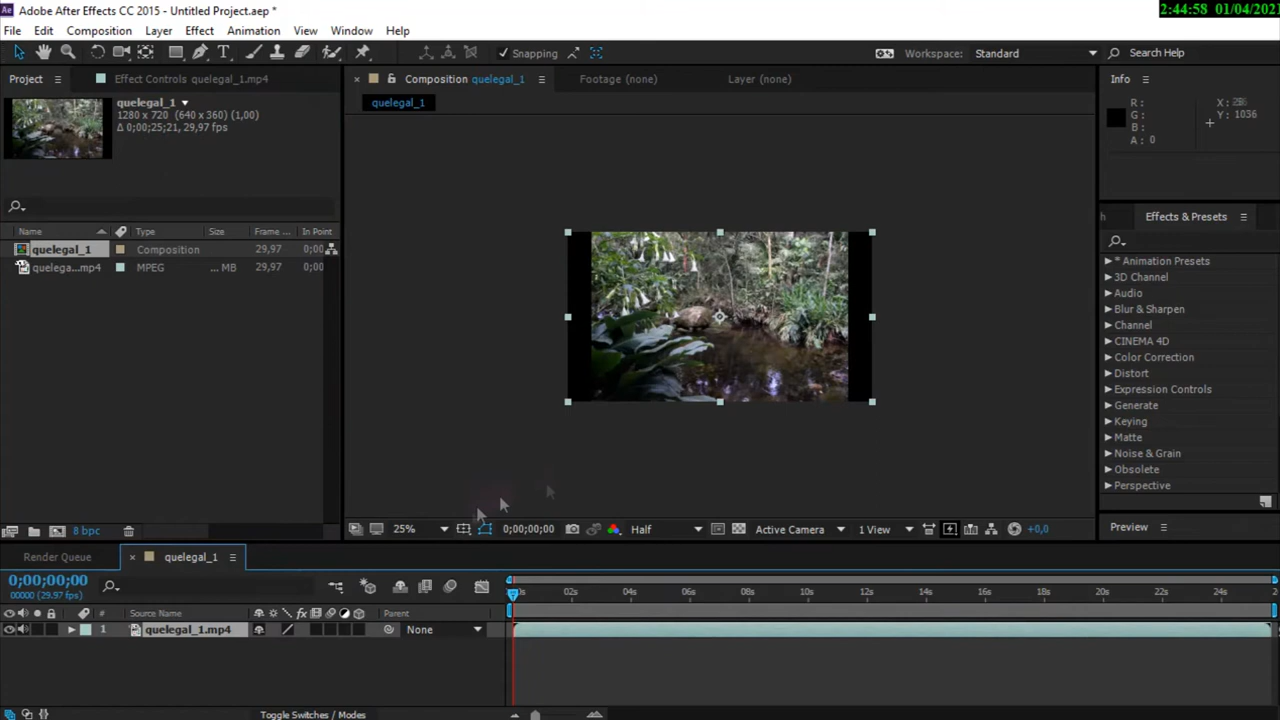 Adobe After Effects CC 2015 - Untitled Project.aep *
2:44:58 01/04/202
File Edit Composition Layer Effect Animation View Window Help
Snapping
Workspace: Standard
Search Help
Project
Effect Controls quelegal_1.mp4
Composition quelegal_1
Footage (none)
Layer (none)
Info
quelegal_1
1280 x 720 (640 x 360) (1,00)
Δ 0;00;25;21, 29,97 fps
quelegal_1
R:
G:
B:
A: 0
X:
Y: 1036
Effects & Presets
Name Type Size Frame ... In Point
quelegal_1 Composition 29,97 0;00
quelega...mp4 MPEG ... MB 29,97 0;00
* Animation Presets
3D Channel
Audio
Blur & Sharpen
Channel
CINEMA 4D
Color Correction
Distort
Expression Controls
Generate
Keying
Matte
Noise & Grain
Obsolete
Perspective
Preview
8 bpc
25%
0;00;00;00
Half
Active Camera
1 View
+0,0
Render Queue
quelegal_1
0;00;00;00
00000 (29.97 fps)
02s 04s 06s 08s 10s 12s 14s 16s 18s 20s 22s 24s
# Source Name Parent
1 quelegal_1.mp4 None
Toggle Switches / Modes